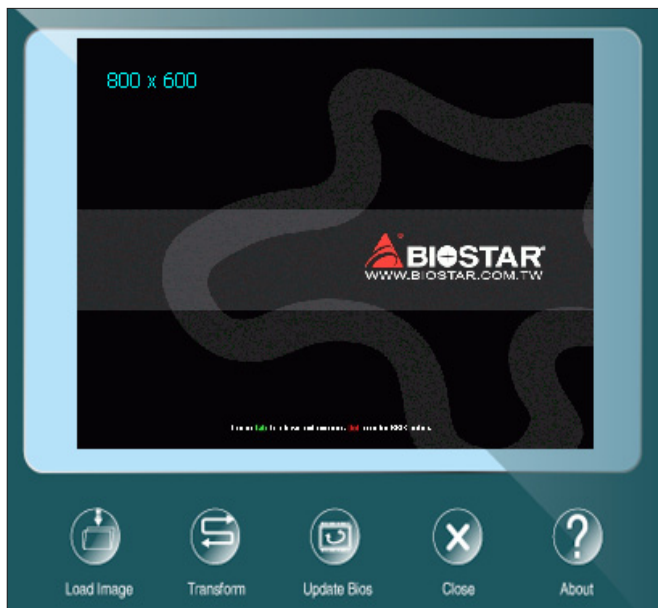 800 x 600
BIOSTAR
WWW.BIOSTAR.COM.TW
Load Image
Transform
Update Bios
Close
About